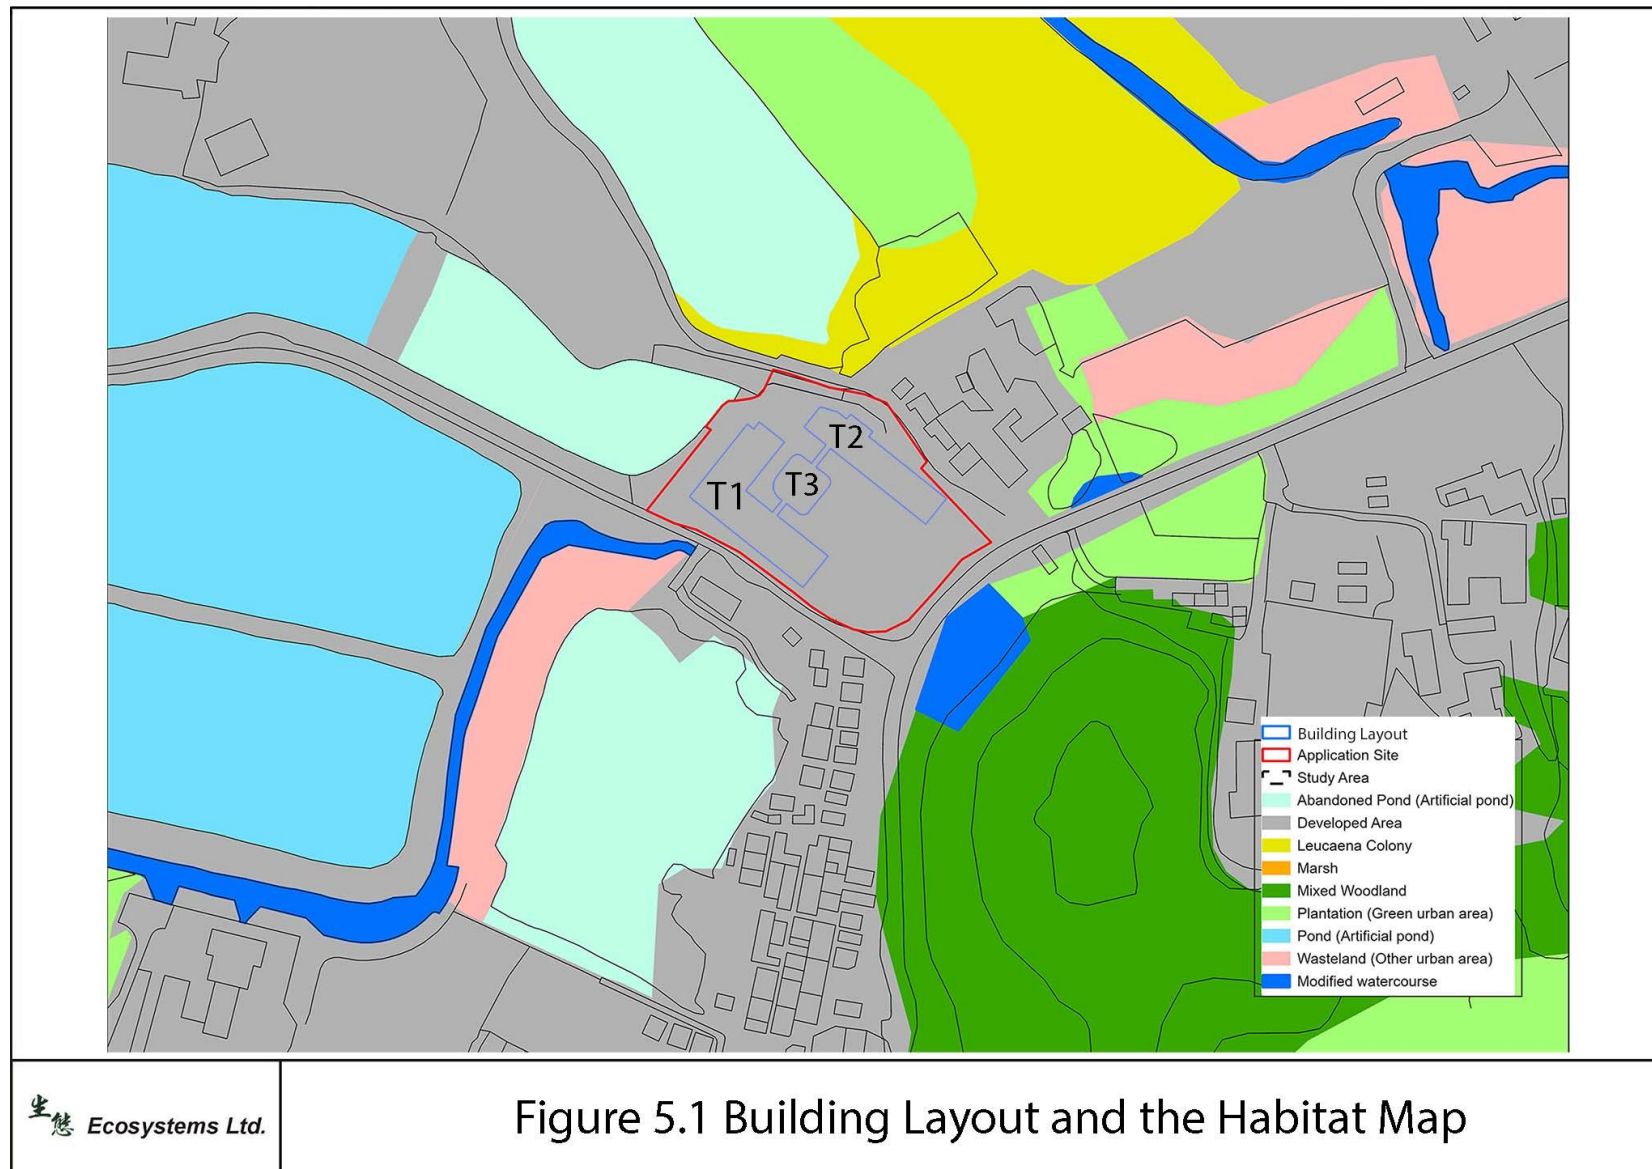 T2
T3
T1
Building Layout
Application Site
Study Area
Abandoned Pond (Artificial pond)
Developed Area
Leucaena Colony
Marsh
Mixed Woodland
Plantation (Green urban area)
Pond (Artificial pond)
Wasteland (Other urban area)
Modified watercourse
生態 Ecosystems Ltd.
Figure 5.1 Building Layout and the Habitat Map